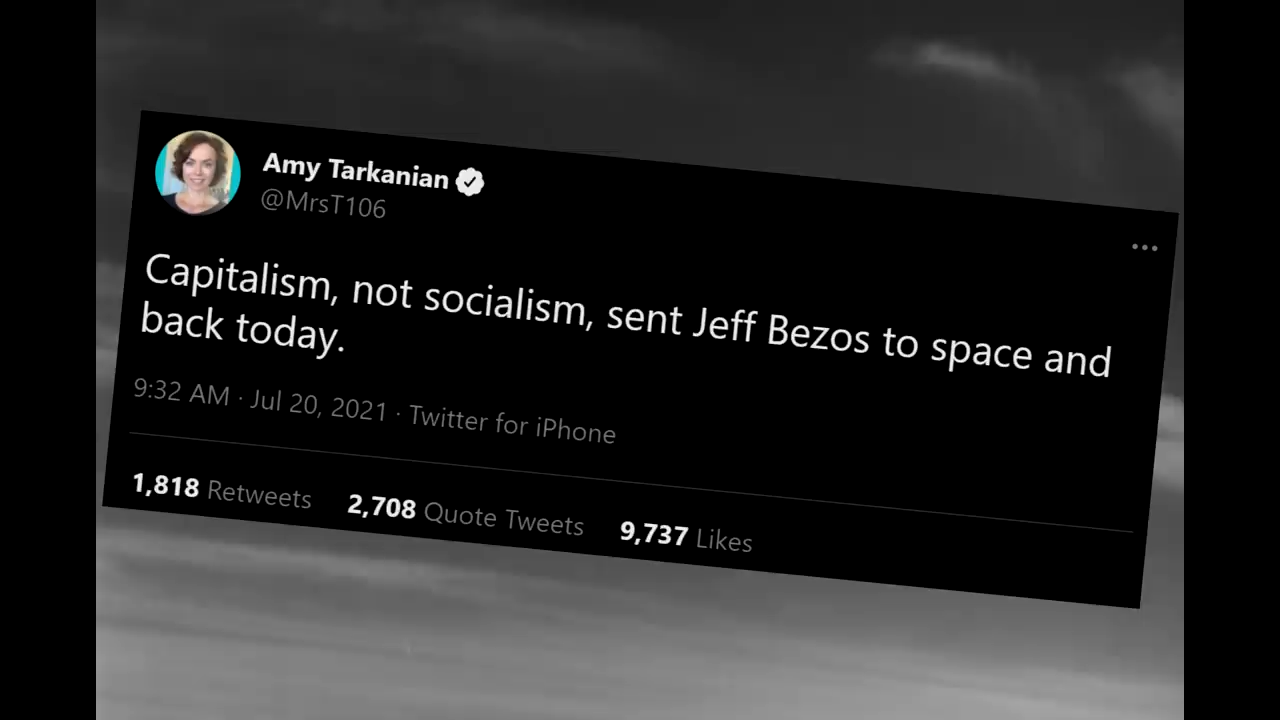 Amy Tarkanian
@MrsT106
Capitalism, not socialism, sent Jeff Bezos to space and
back today.
9:32 AM · Jul 20, 2021 · Twitter for iPhone
1,818 Retweets 2,708 Quote Tweets 9,737 Likes